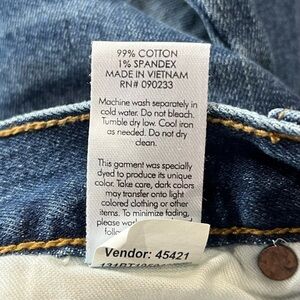 99% COTTON
1% SPANDEX
MADE IN VIETNAM
RN# 090233
Machine wash separately in
cold water. Do not bleach.
Tumble dry low. Cool iron
as needed. Do not dry
clean.
This garment was specially
dyed to produce its unique
color. Take care, dark colors
may transfer onto light
colored clothing or other
items. To minimize fading,
please wash
Vendor: 45421